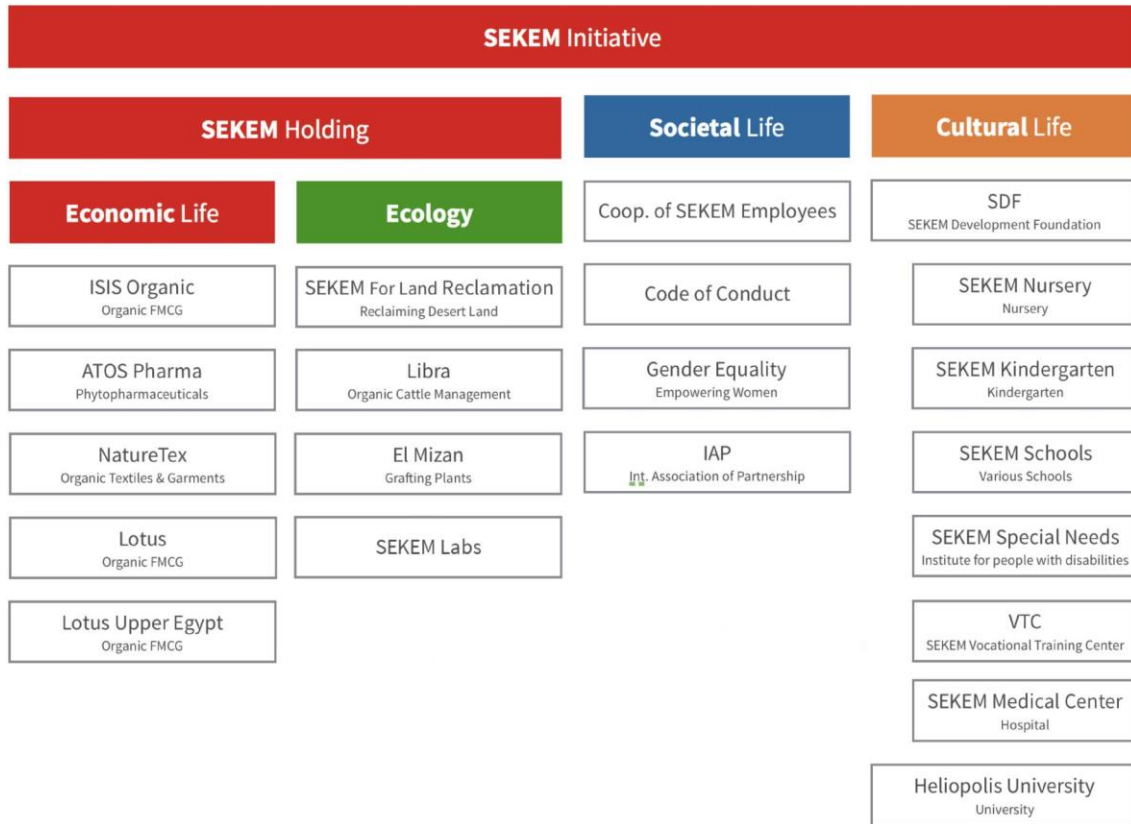 SEKEM Initiative
SEKEM Holding
Societal Life
Cultural Life
Economic Life
Ecology
ISIS Organic
Organic FMCG
ATOS Pharma
Phytopharmaceuticals
NatureTex
Organic Textiles & Garments
Lotus
Organic FMCG
Lotus Upper Egypt
Organic FMCG
SEKEM For Land Reclamation
Reclaiming Desert Land
Libra
Organic Cattle Management
El Mizan
Grafting Plants
SEKEM Labs
Coop. of SEKEM Employees
Code of Conduct
Gender Equality
Empowering Women
IAP
Int. Association of Partnership
SDF
SEKEM Development Foundation
SEKEM Nursery
Nursery
SEKEM Kindergarten
Kindergarten
SEKEM Schools
Various Schools
SEKEM Special Needs
Institute for people with disabilities
VTC
SEKEM Vocational Training Center
SEKEM Medical Center
Hospital
Heliopolis University
University